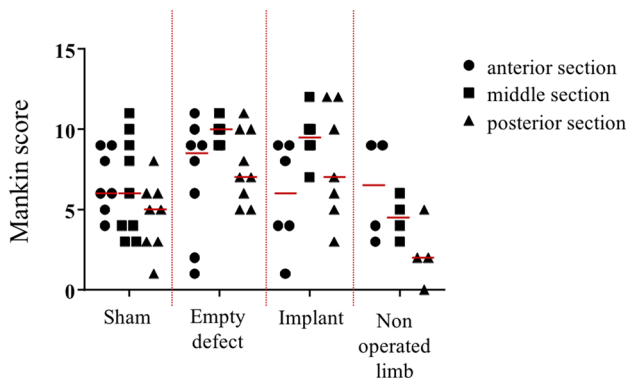 15
10
5
0
Mankin score
Sham
Empty
defect
Implant
Non
operated
limb
anterior section
middle section
posterior section